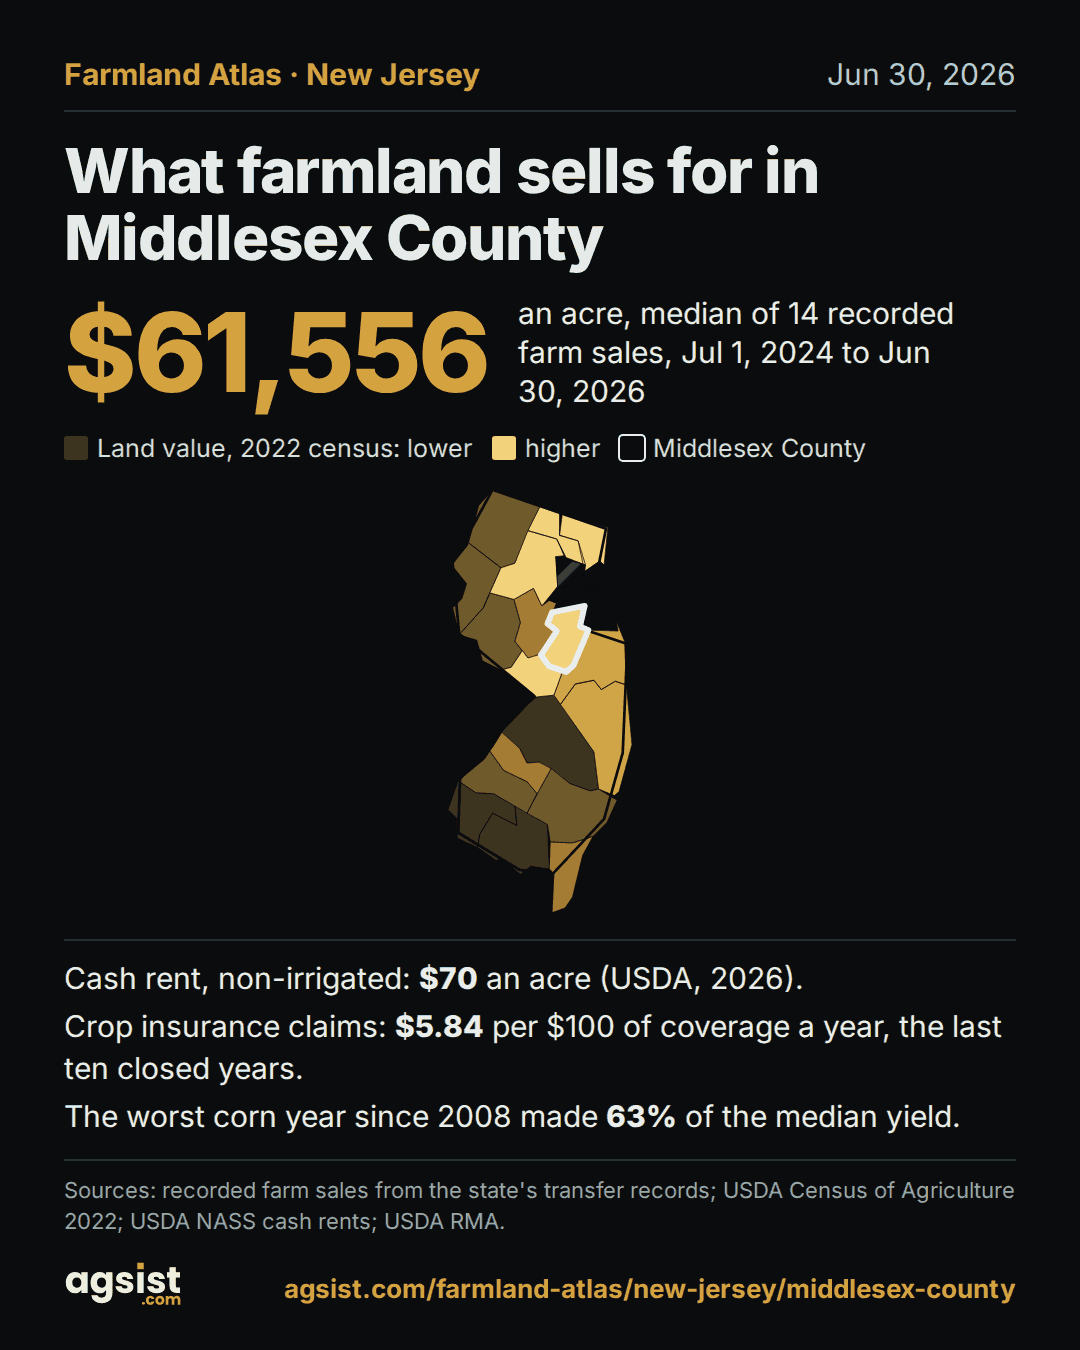 Farmland Atlas · New Jersey
Jun 30, 2026
What farmland sells for in
Middlesex County
$61,556
an acre, median of 14 recorded
farm sales, Jul 1, 2024 to Jun
30, 2026
Land value, 2022 census: lower
higher
Middlesex County
Cash rent, non-irrigated: $70 an acre (USDA, 2026).
Crop insurance claims: $5.84 per $100 of coverage a year, the last
ten closed years.
The worst corn year since 2008 made 63% of the median yield.
Sources: recorded farm sales from the state's transfer records; USDA Census of Agriculture
2022; USDA NASS cash rents; USDA RMA.
agsist
.com
agsist.com/farmland-atlas/new-jersey/middlesex-county